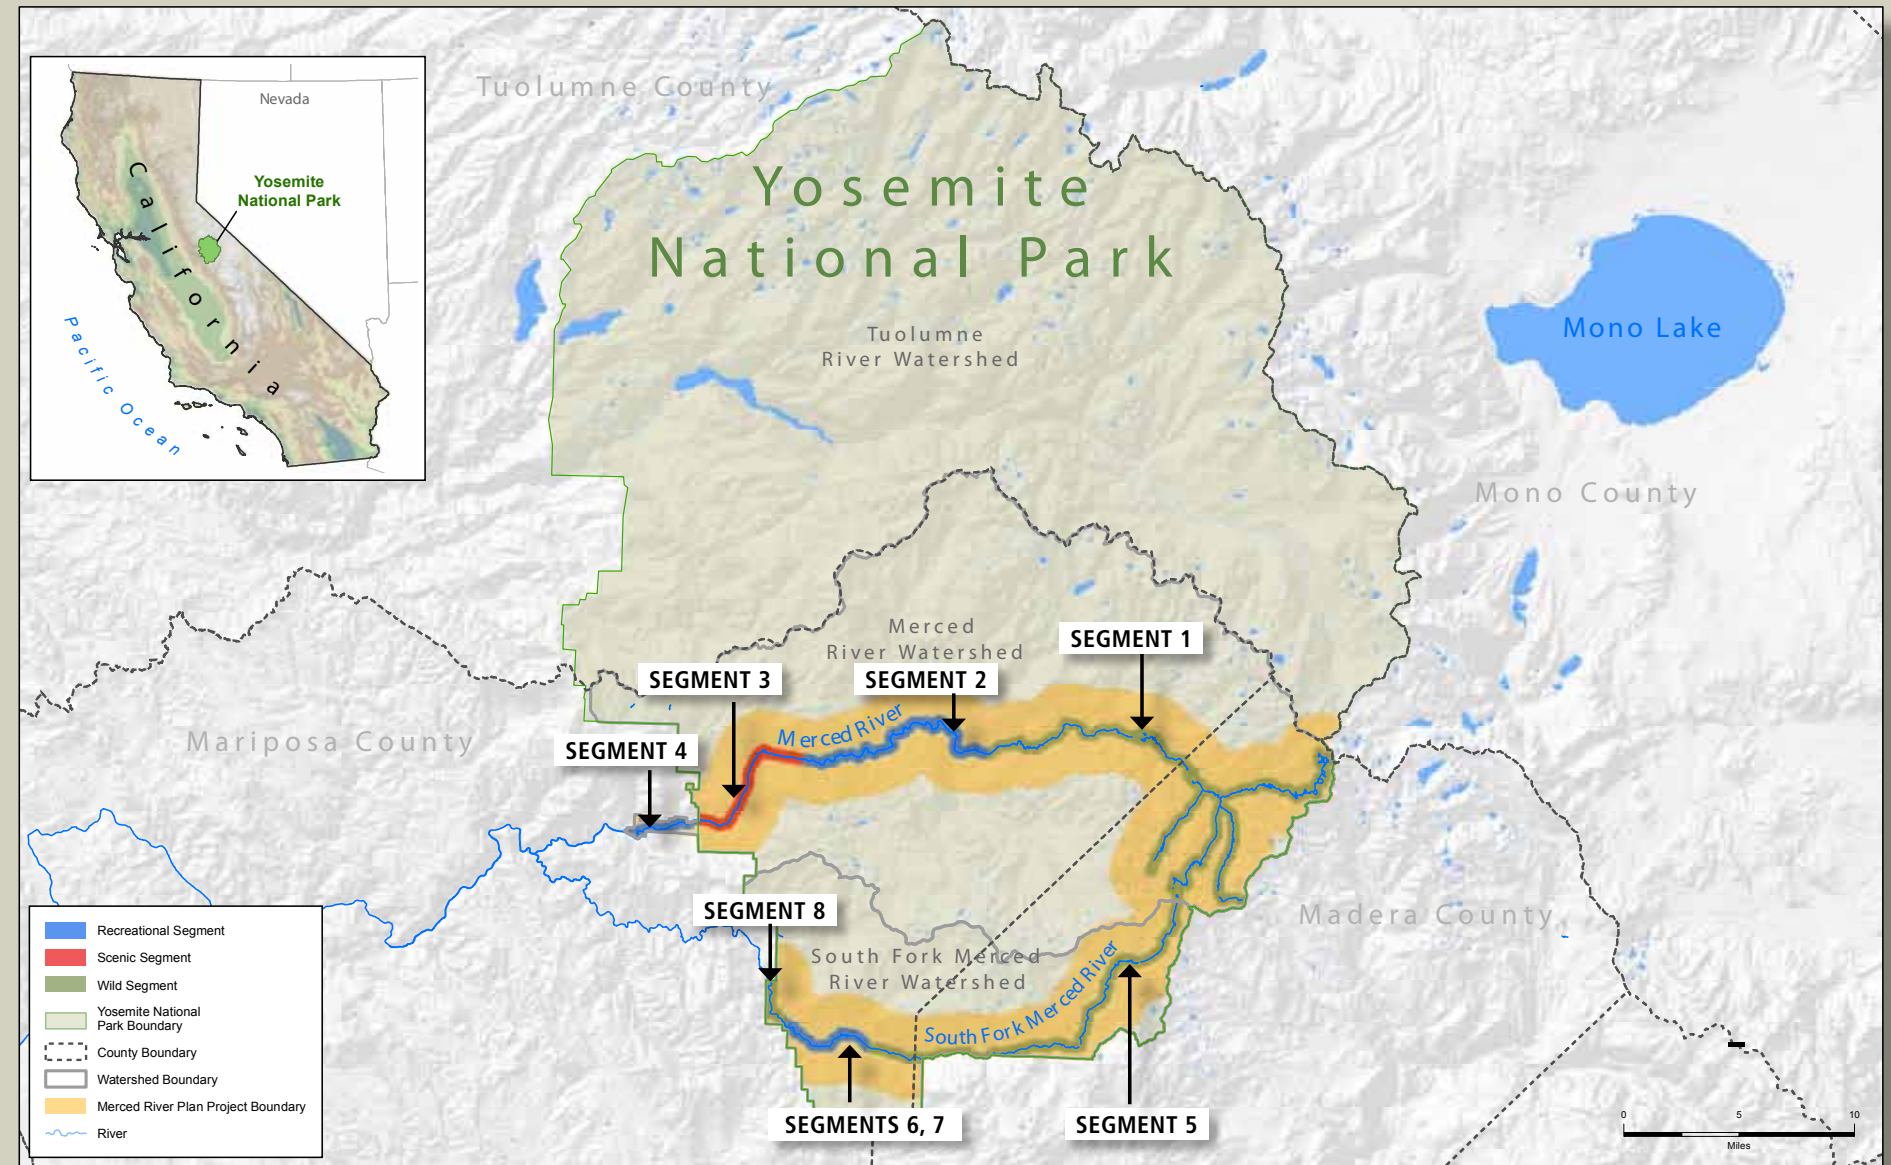 Tuolumne County
Nevada
California
Yosemite
National Park
Pacific Ocean
Yosemite
National Park
Tuolumne
River Watershed
Mono Lake
Mono County
Merced
River Watershed
SEGMENT 1
SEGMENT 3
SEGMENT 2
Merced River
Mariposa County
SEGMENT 4
SEGMENT 8
Madera County
South Fork Merced
River Watershed
South Fork Merced River
SEGMENTS 6, 7
SEGMENT 5
Recreational Segment
Scenic Segment
Wild Segment
Yosemite National
Park Boundary
County Boundary
Watershed Boundary
Merced River Plan Project Boundary
River
0 5 10
Miles